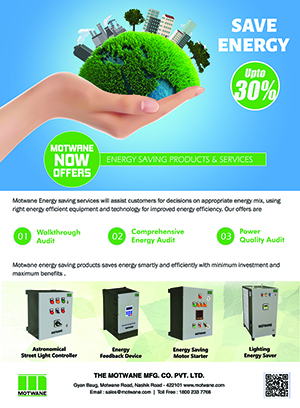 SAVE
ENERGY
Upto
30%
MOTWANE
NOW
OFFERS
ENERGY SAVING PRODUCTS & SERVICES
Motwane Energy saving services will assist customers for decisions on appropriate energy mix, using
right energy efficient equipment and technology for improved energy efficiency. Our offers are
01 Walkthrough
Audit
02 Comprehensive
Energy Audit
03 Power
Quality Audit
Motwane energy saving products saves energy smartly and efficiently with minimum investment and
maximum benefits .
Astronomical
Street Light Controller
Energy
Feedback Device
Energy Saving
Motor Starter
Lighting
Energy Saver
MOTWANE
THE MOTWANE MFG. CO. PVT. LTD.
Gyan Baug, Motwane Road, Nashik Road - 422101 www.motwane.com
Email : sales@motwane.com | Toll Free : 1800 233 7766